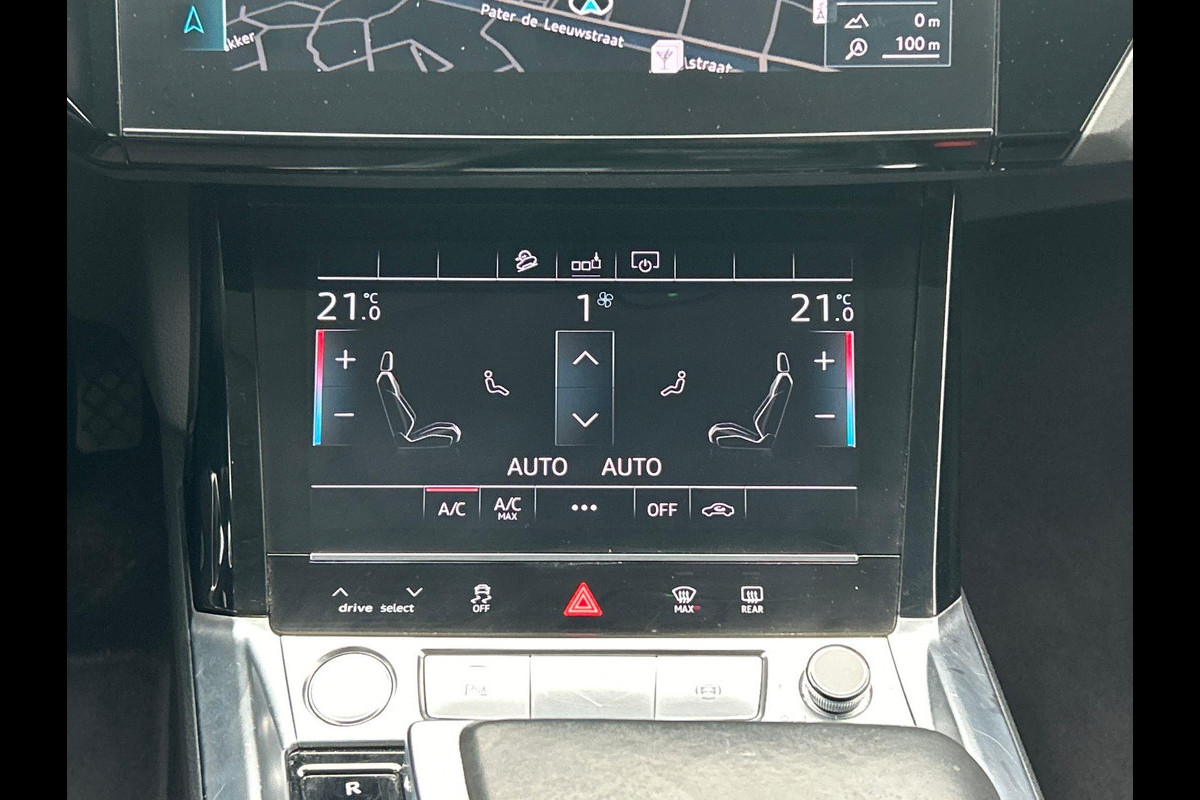 kker
Pater de Leeuwstraat
lstraat
0 m
100 m
21.0 °C
1
21.0 °C
AUTO AUTO
A/C
A/C MAX
OFF
drive select
OFF
MAX
REAR
R